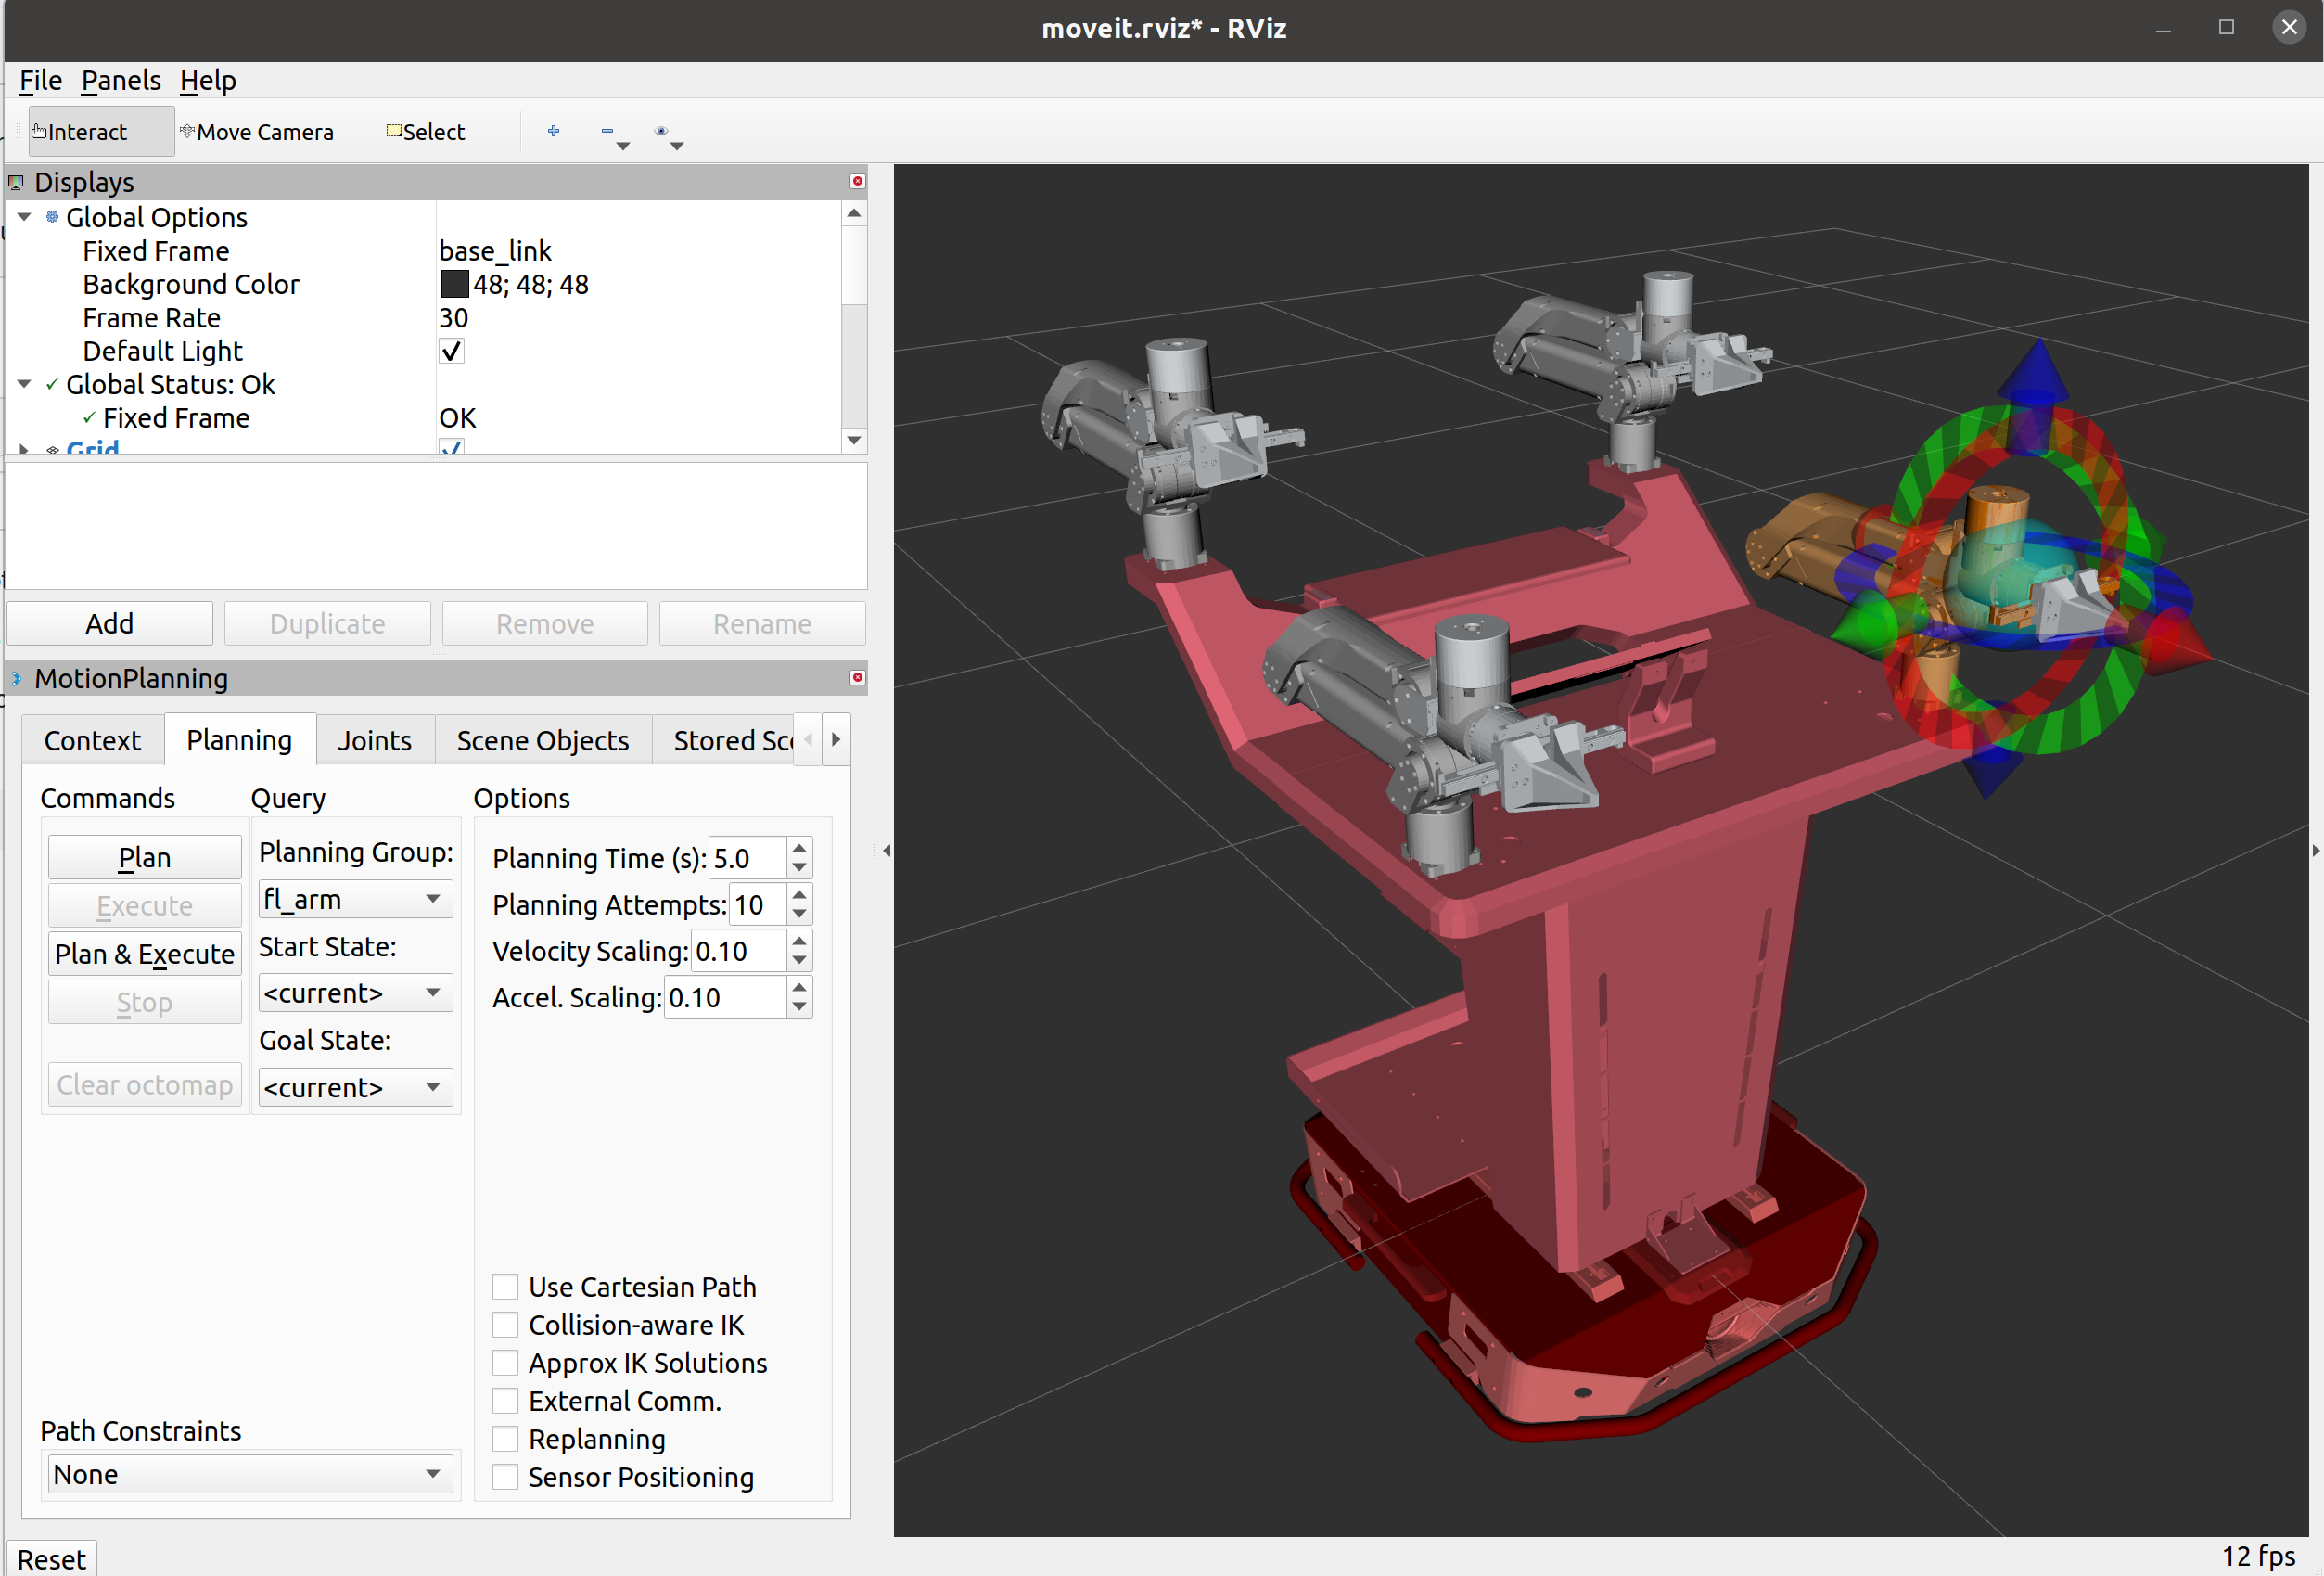 moveit.rviz* - RViz
File Panels Help
Interact Move Camera Select
Displays
Global Options
Fixed Frame base_link
Background Color 48; 48; 48
Frame Rate 30
Default Light
Global Status: Ok
Fixed Frame OK
Grid
Add Duplicate Remove Rename
MotionPlanning
Context Planning Joints Scene Objects Stored Sc
Commands Query Options
Plan
Execute
Plan & Execute
Stop
Clear octomap
Planning Group:
fl_arm
Start State:
<current>
Goal State:
<current>
Planning Time (s): 5.0
Planning Attempts: 10
Velocity Scaling: 0.10
Accel. Scaling: 0.10
Use Cartesian Path
Collision-aware IK
Approx IK Solutions
External Comm.
Replanning
Sensor Positioning
Path Constraints
None
Reset
12 fps